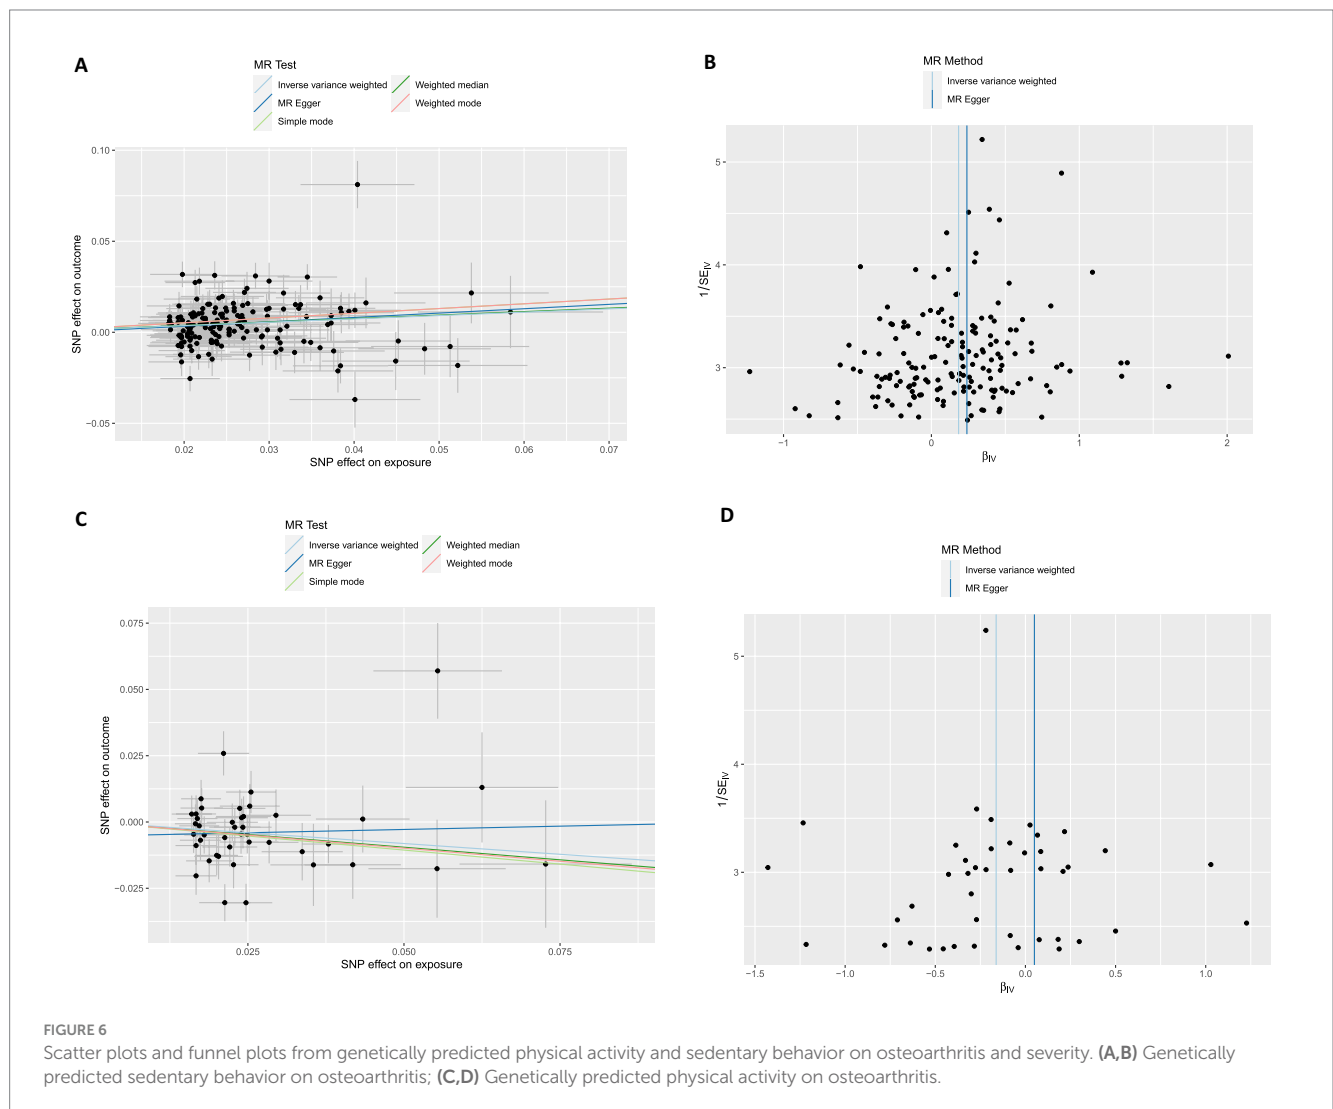 A
MR Test
Inverse variance weighted
Weighted median
MR Egger
Weighted mode
Simple mode
0.10
0.05
0.00
−0.05
SNP effect on outcome
0.02
0.03
0.04
0.05
0.06
0.07
SNP effect on exposure
B
MR Method
Inverse variance weighted
MR Egger
5
4
3
1/SE_IV
−1
0
1
2
β_IV
C
MR Test
Inverse variance weighted
Weighted median
MR Egger
Weighted mode
Simple mode
0.075
0.050
0.025
0.000
−0.025
SNP effect on outcome
0.025
0.050
0.075
SNP effect on exposure
D
MR Method
Inverse variance weighted
MR Egger
5
4
3
1/SE_IV
−1.5
−1.0
−0.5
0.0
0.5
1.0
β_IV
FIGURE 6
Scatter plots and funnel plots from genetically predicted physical activity and sedentary behavior on osteoarthritis and severity. (A,B) Genetically
predicted sedentary behavior on osteoarthritis; (C,D) Genetically predicted physical activity on osteoarthritis.